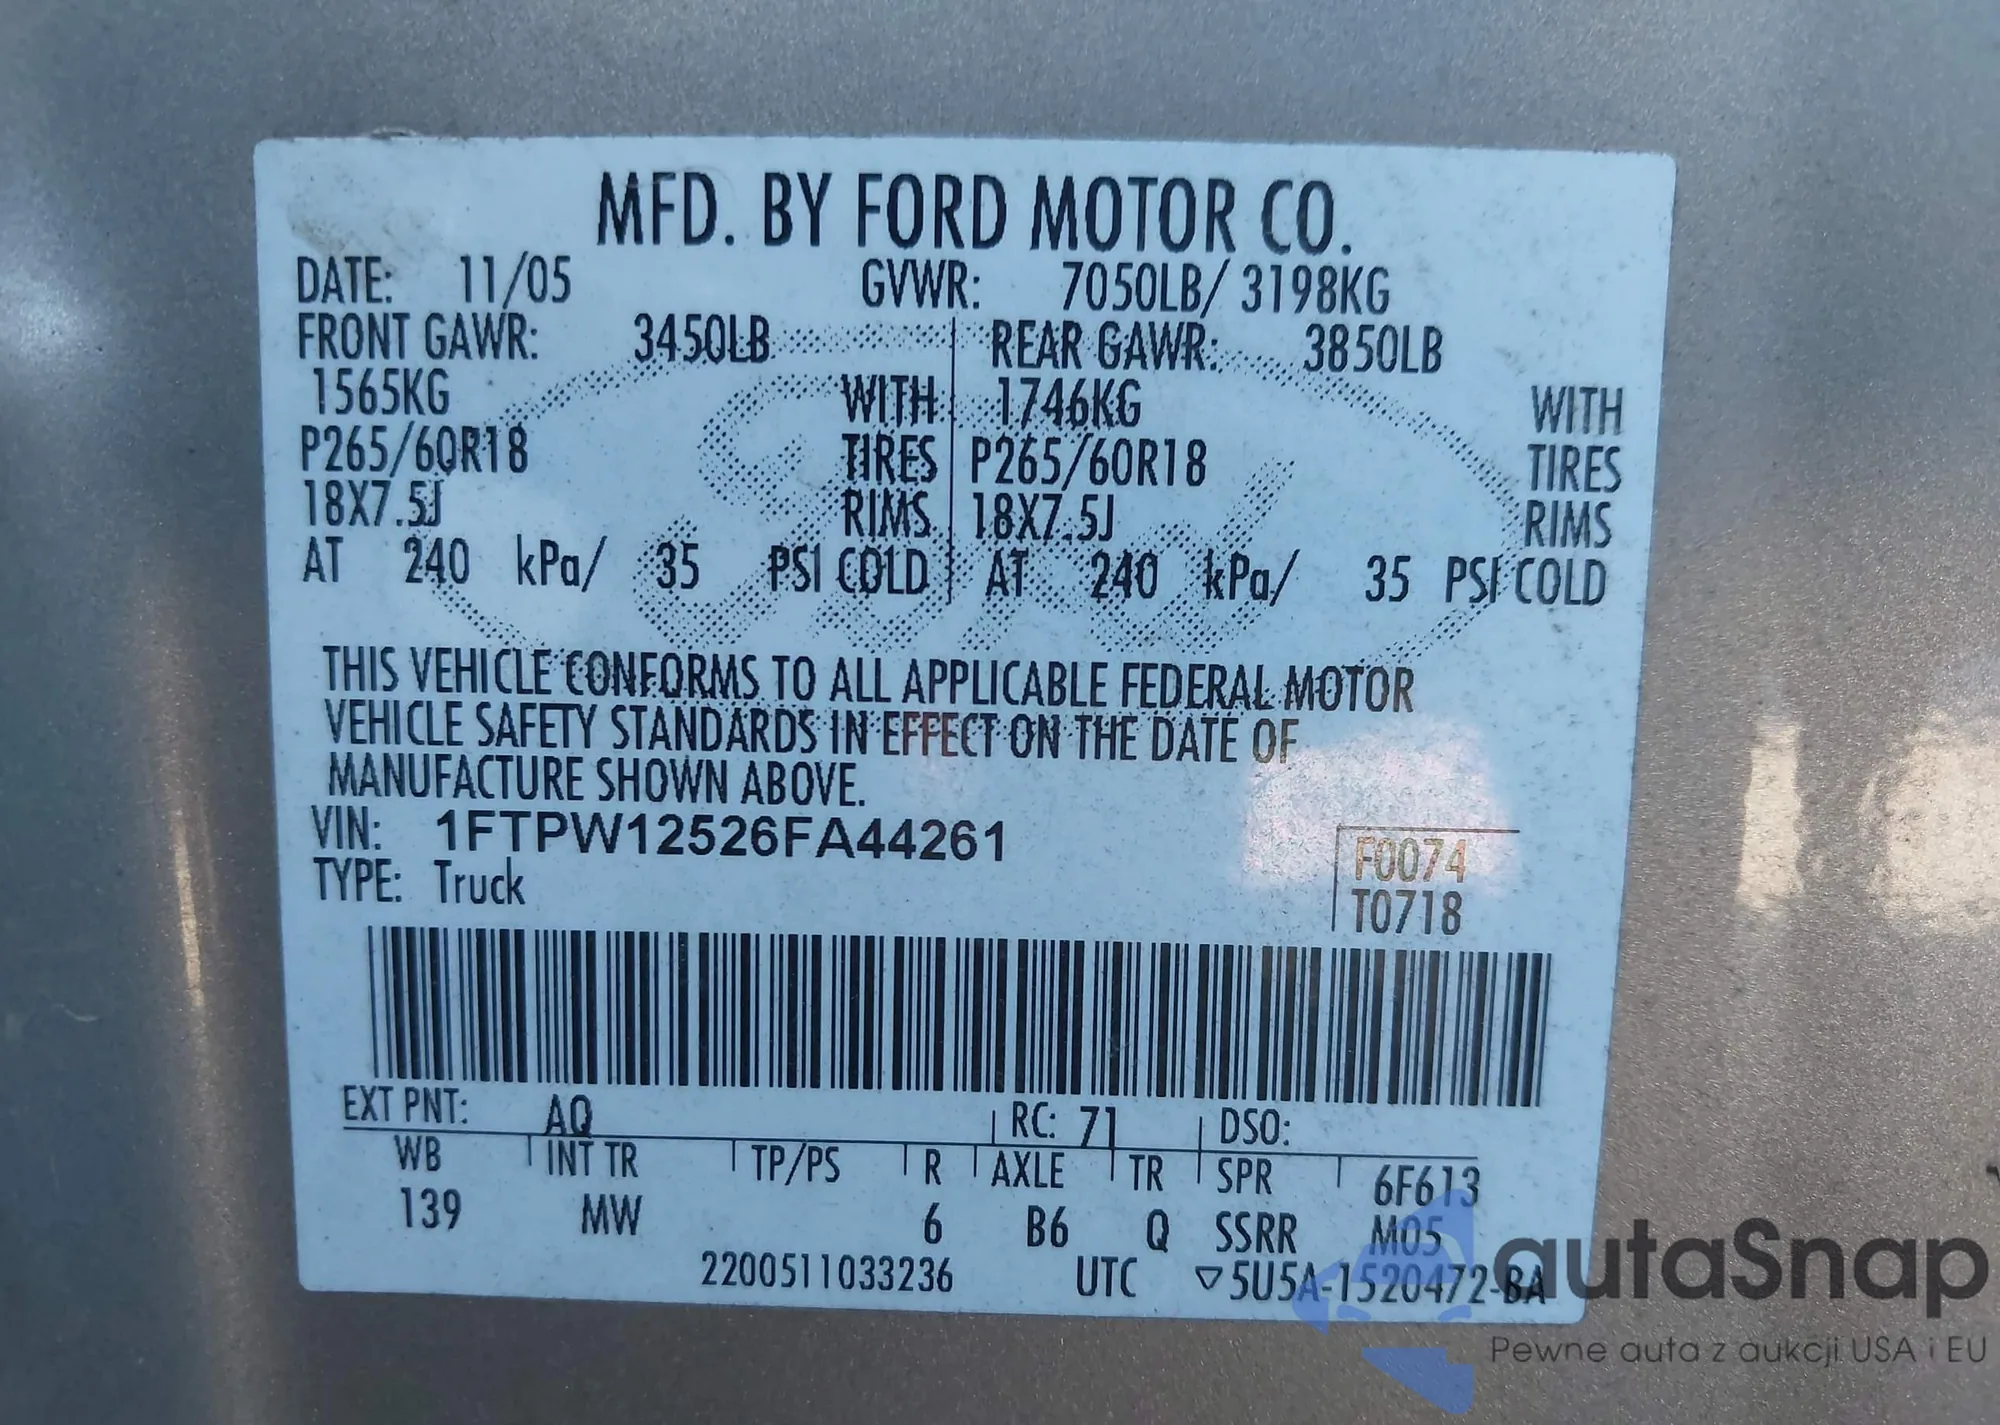 MFD. BY FORD MOTOR CO.
DATE: 11/05 GVWR: 7050LB/ 3198KG
FRONT GAWR: 3450LB REAR GAWR: 3850LB
1565KG WITH 1746KG WITH
P265/60R18 TIRES P265/60R18 TIRES
18X7.5J RIMS 18X7.5J RIMS
AT 240 kPa/ 35 PSI COLD AT 240 kPa/ 35 PSI COLD
THIS VEHICLE CONFORMS TO ALL APPLICABLE FEDERAL MOTOR
VEHICLE SAFETY STANDARDS IN EFFECT ON THE DATE OF
MANUFACTURE SHOWN ABOVE.
VIN: 1FTPW12526FA44261
F0074
TYPE: Truck
T0718
EXT PNT: AQ RC: 71 DSO:
WB INT TR TP/PS R AXLE TR SPR 6F613
139 MW 6 B6 Q SSRR M05
2200511033236 UTC ▽5U5A-1520472-BA
autaSnap
Pewne auta z aukcji USA i EU